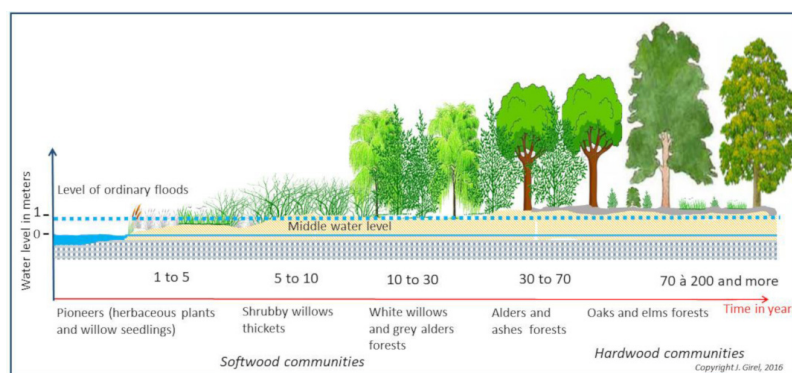 Level of ordinary floods
Water level in meters
1
0
Middle water level
1 to 5
5 to 10
10 to 30
30 to 70
70 à 200 and more
Time in year
Pioneers (herbaceous plants
and willow seedlings)
Shrubby willows
thickets
White willows
and grey alders
forests
Alders and
ashes forests
Oaks and elms forests
Softwood communities
Hardwood communities
Copyright J. Girel, 2016